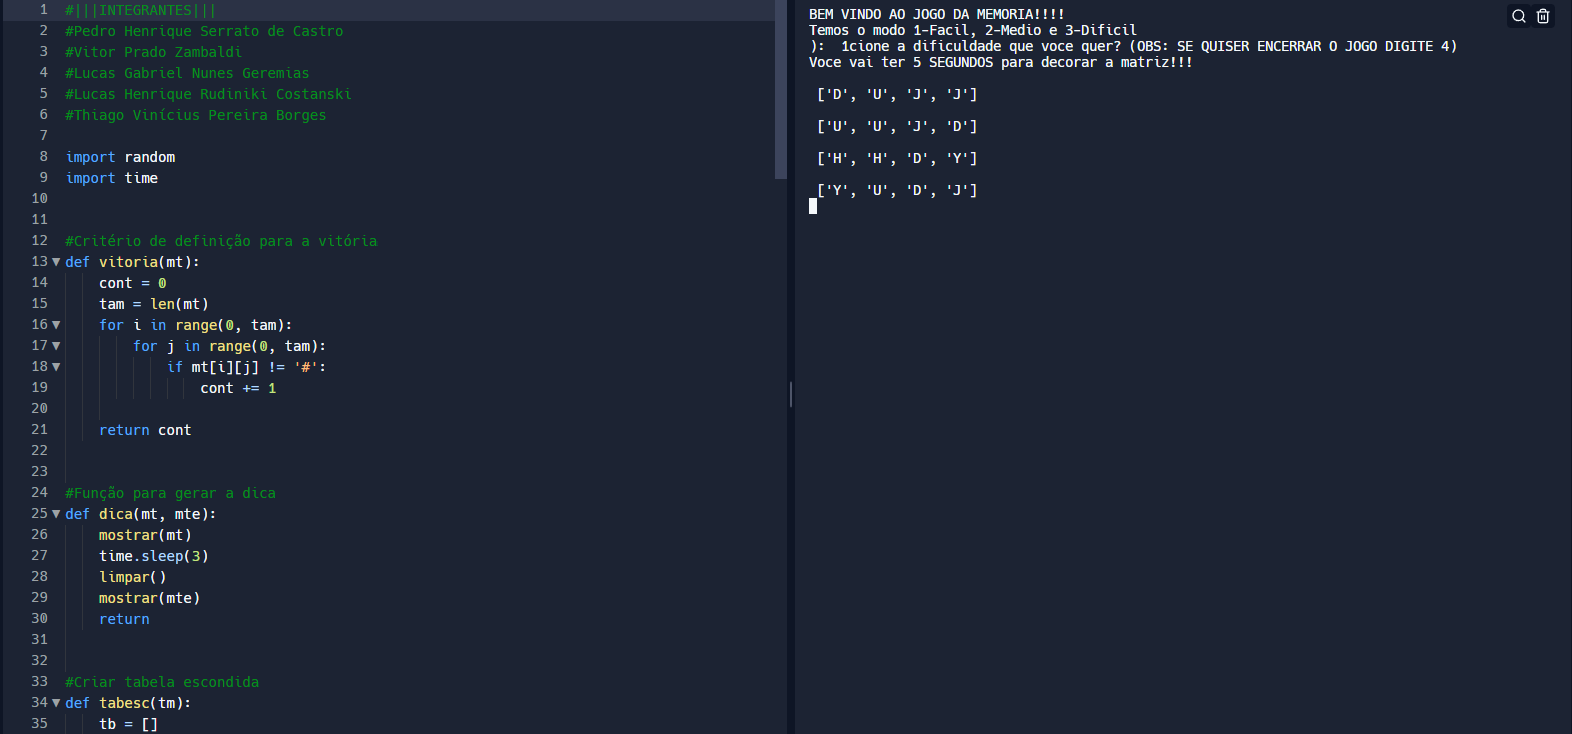 1 #|||INTEGRANTES|||
2 #Pedro Henrique Serrato de Castro
3 #Vitor Prado Zambaldi
4 #Lucas Gabriel Nunes Geremias
5 #Lucas Henrique Rudiniki Costanski
6 #Thiago Vinícius Pereira Borges
7
8 import random
9 import time
10
11
12 #Critério de definição para a vitória
13 def vitoria(mt):
14 cont = 0
15 tam = len(mt)
16 for i in range(0, tam):
17 for j in range(0, tam):
18 if mt[i][j] != '#':
19 cont += 1
20
21 return cont
22
23
24 #Função para gerar a dica
25 def dica(mt, mte):
26 mostrar(mt)
27 time.sleep(3)
28 limpar()
29 mostrar(mte)
30 return
31
32
33 #Criar tabela escondida
34 def tabesc(tm):
35 tb = []
BEM VINDO AO JOGO DA MEMORIA!!!!
Temos o modo 1-Facil, 2-Medio e 3-Dificil
):  1cione a dificuldade que voce quer? (OBS: SE QUISER ENCERRAR O JOGO DIGITE 4)
Voce vai ter 5 SEGUNDOS para decorar a matriz!!!
['D', 'U', 'J', 'J']
['U', 'U', 'J', 'D']
['H', 'H', 'D', 'Y']
['Y', 'U', 'D', 'J']